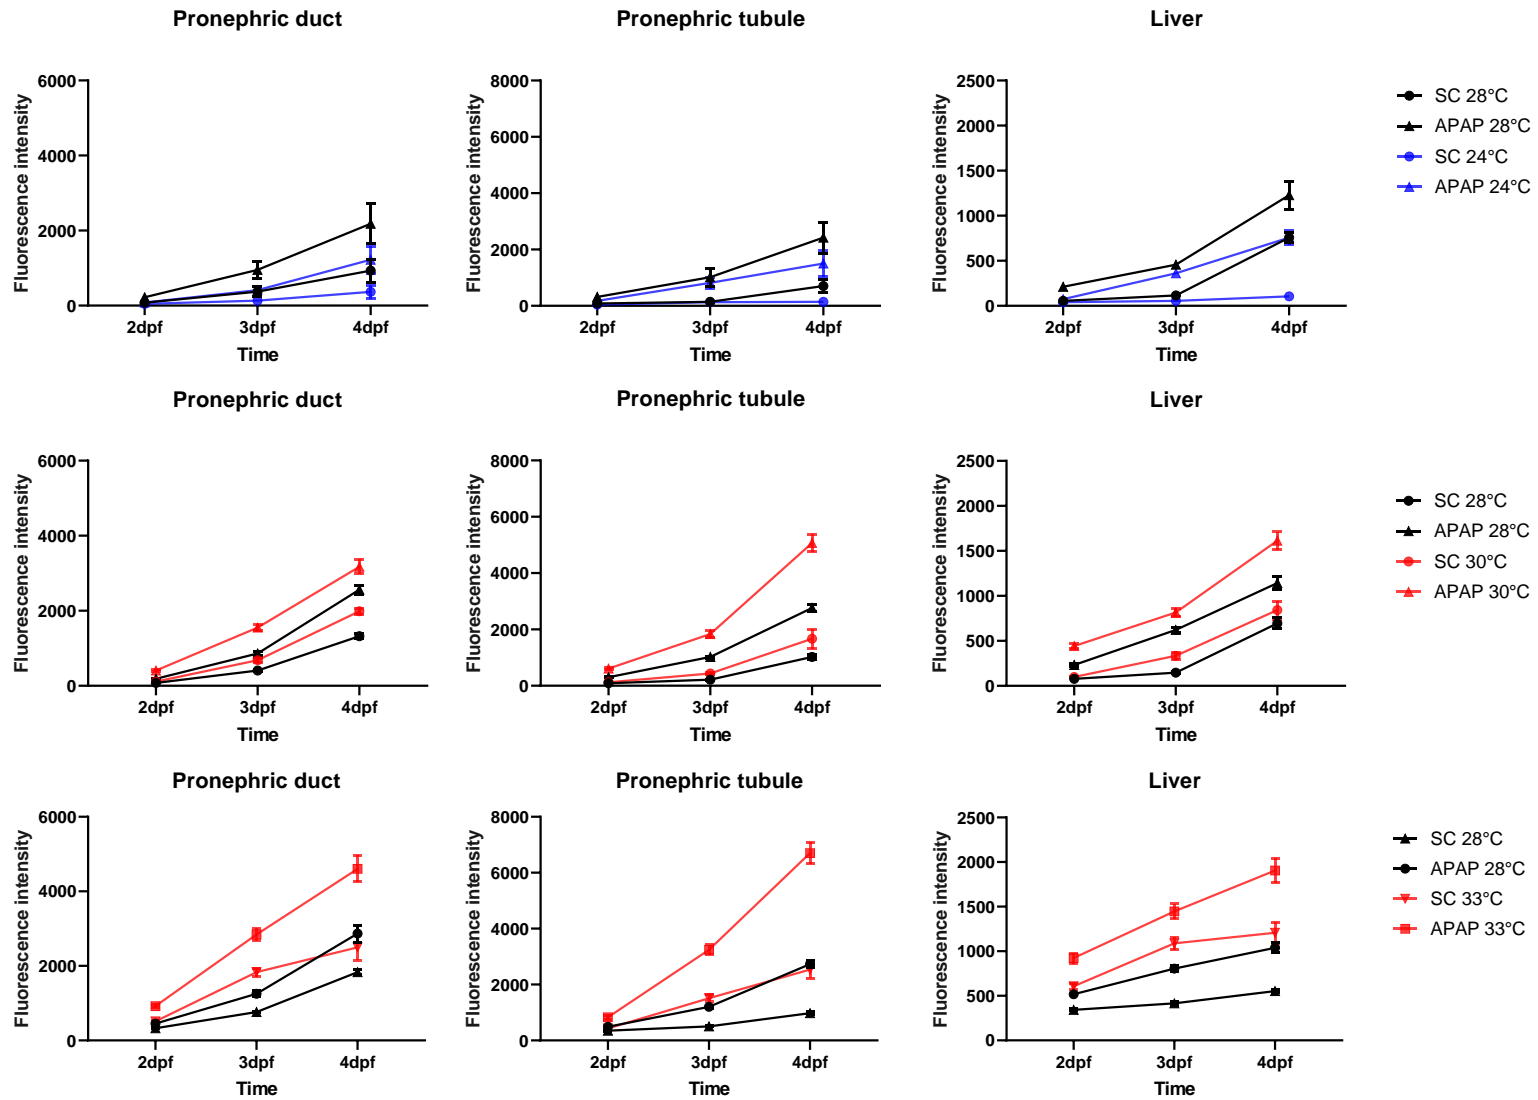 Pronephric duct
Pronephric tubule
Liver
Fluorescence intensity
6000
4000
2000
0
2dpf
3dpf
4dpf
Time
Fluorescence intensity
8000
6000
4000
2000
0
2dpf
3dpf
4dpf
Time
Fluorescence intensity
2500
2000
1500
1000
500
0
2dpf
3dpf
4dpf
Time
SC 28°C
APAP 28°C
SC 24°C
APAP 24°C
Pronephric duct
Pronephric tubule
Liver
Fluorescence intensity
6000
4000
2000
0
2dpf
3dpf
4dpf
Time
Fluorescence intensity
8000
6000
4000
2000
0
2dpf
3dpf
4dpf
Time
Fluorescence intensity
2500
2000
1500
1000
500
0
2dpf
3dpf
4dpf
Time
SC 28°C
APAP 28°C
SC 30°C
APAP 30°C
Pronephric duct
Pronephric tubule
Liver
Fluorescence intensity
6000
4000
2000
0
2dpf
3dpf
4dpf
Time
Fluorescence intensity
8000
6000
4000
2000
0
2dpf
3dpf
4dpf
Time
Fluorescence intensity
2500
2000
1500
1000
500
0
2dpf
3dpf
4dpf
Time
SC 28°C
APAP 28°C
SC 33°C
APAP 33°C